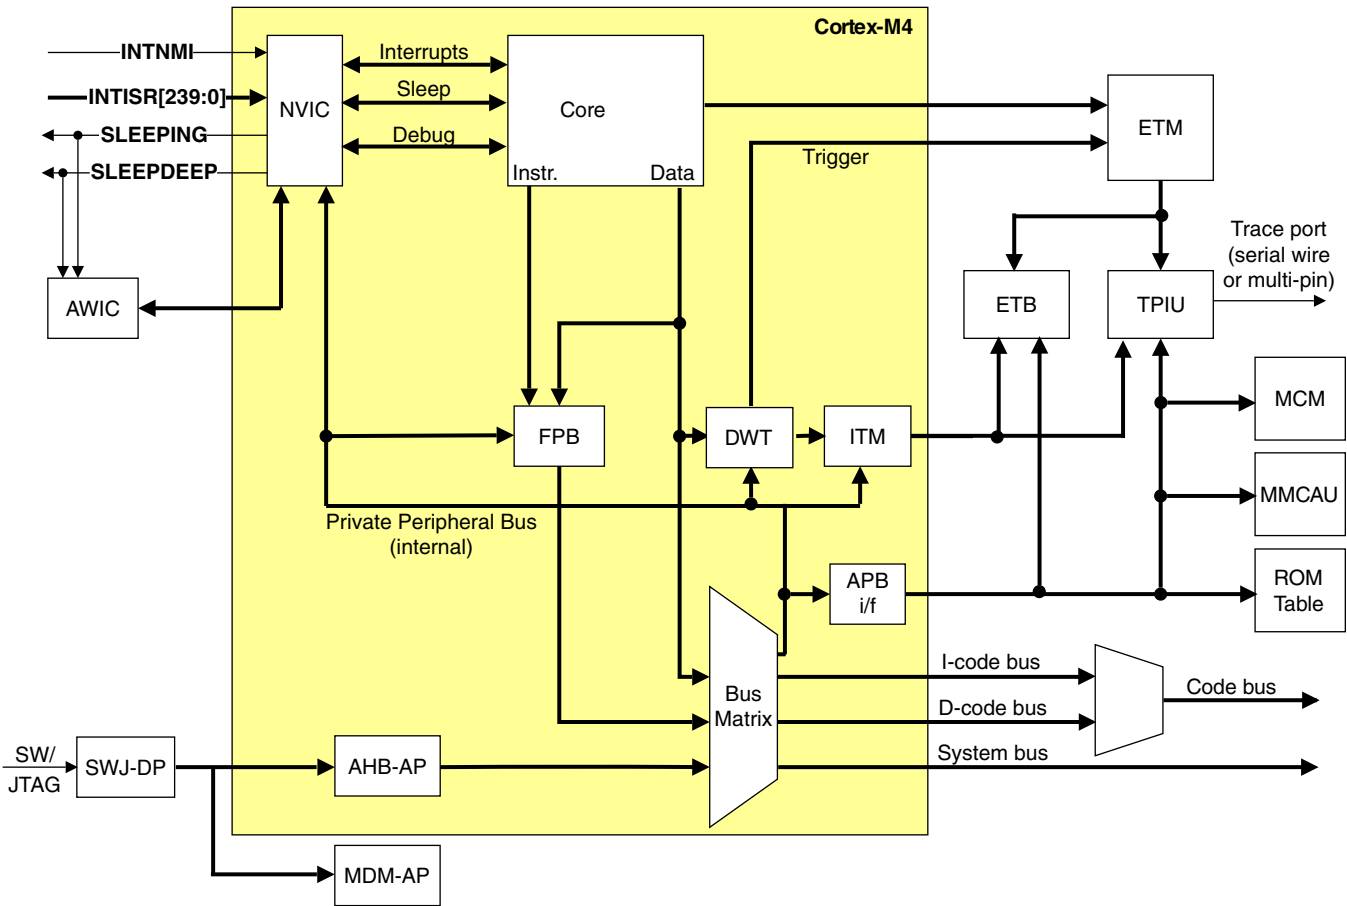 Cortex-M4
INTNMI
INTISR[239:0]
SLEEPING
SLEEPDEEP
NVIC
Interrupts
Sleep
Debug
Core
Instr.
Data
Trigger
ETM
Trace port
(serial wire
or multi-pin)
AWIC
ETB
TPIU
FPB
DWT
ITM
MCM
MMCAU
ROM
Table
Private Peripheral Bus
(internal)
APB
i/f
Bus
Matrix
I-code bus
D-code bus
System bus
Code bus
SW/
JTAG
SWJ-DP
AHB-AP
MDM-AP